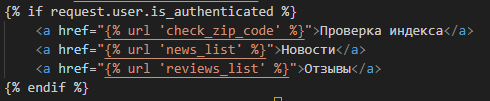 {% if request.user.is_authenticated %}
<a href="{% url 'check_zip_code' %}">Проверка индекса</a>
<a href="{% url 'news_list' %}">Новости</a>
<a href="{% url 'reviews_list' %}">Отзывы</a>
{% endif %}